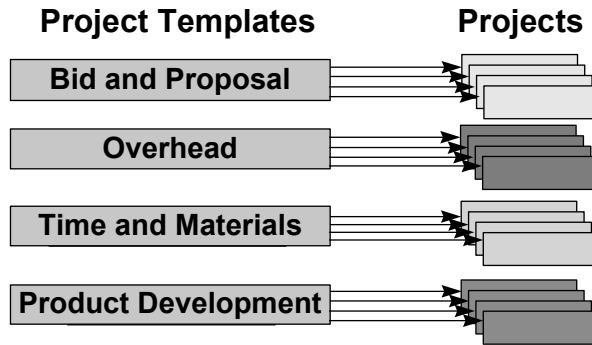 Project Templates
Projects
Bid and Proposal
Overhead
Time and Materials
Product Development